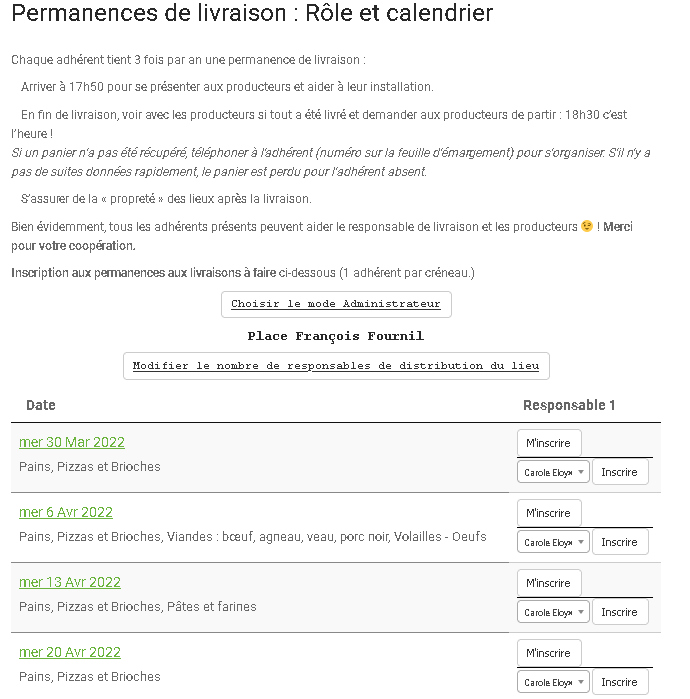 Permanences de livraison : Rôle et calendrier
Chaque adhérent tient 3 fois par an une permanence de livraison :
Arriver à 17h50 pour se présenter aux producteurs et aider à leur installation.
En fin de livraison, voir avec les producteurs si tout a été livré et demander aux producteurs de partir : 18h30 c'est
l'heure !
Si un panier n'a pas été récupéré, téléphoner à l'adhérent (numéro sur la feuille d'émargement) pour s'organiser. S'il n'y a
pas de suites données rapidement, le panier est perdu pour l'adhérent absent.
S'assurer de la « propreté » des lieux après la livraison.
Bien évidemment, tous les adhérents présents peuvent aider le responsable de livraison et les producteurs 😉 ! Merci
pour votre coopération.
Inscription aux permanences aux livraisons à faire ci-dessous (1 adhérent par créneau.)
Choisir le mode Administrateur
Place François Fournil
Modifier le nombre de responsables de distribution du lieu
Date Responsable 1
mer 30 Mar 2022 M'inscrire
Pains, Pizzas et Brioches Carole Eloy× Inscrire
mer 6 Avr 2022 M'inscrire
Pains, Pizzas et Brioches, Viandes : bœuf, agneau, veau, porc noir, Volailles - Oeufs Carole Eloy× Inscrire
mer 13 Avr 2022 M'inscrire
Pains, Pizzas et Brioches, Pâtes et farines Carole Eloy× Inscrire
mer 20 Avr 2022 M'inscrire
Pains, Pizzas et Brioches Carole Eloy× Inscrire